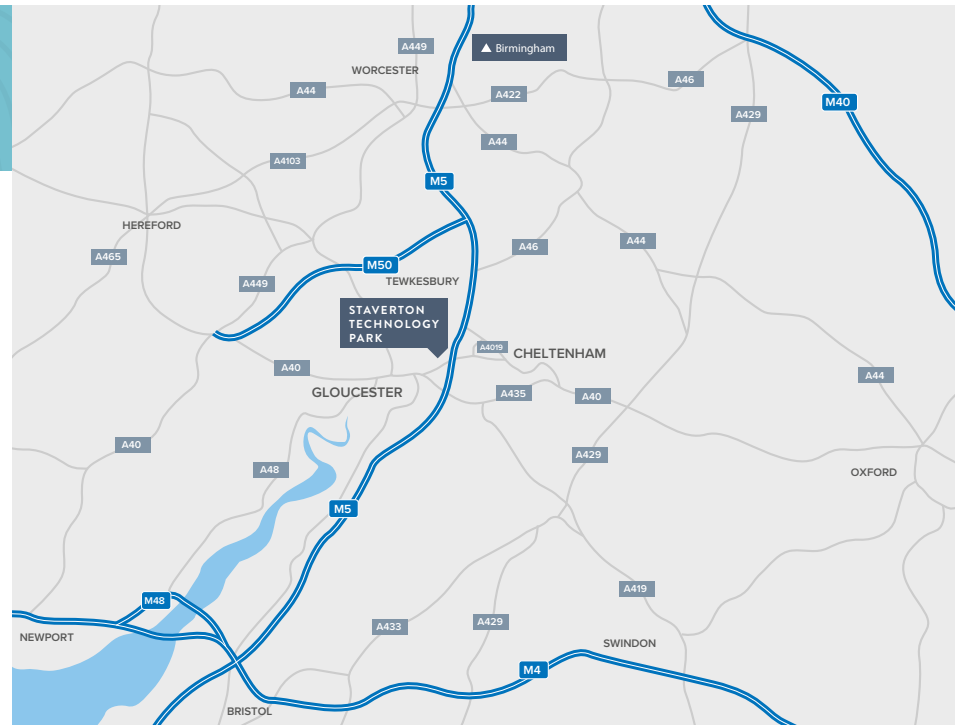 A449
▲ Birmingham
WORCESTER
A46
A44
A422
M40
A429
A44
A4103
M5
HEREFORD
A44
A46
A465
M50
TEWKESBURY
A449
STAVERTON
TECHNOLOGY
PARK
A4019
CHELTENHAM
A40
A44
GLOUCESTER
A435
A40
A40
A429
A48
OXFORD
M5
A419
M48
A433
A429
NEWPORT
SWINDON
M4
BRISTOL